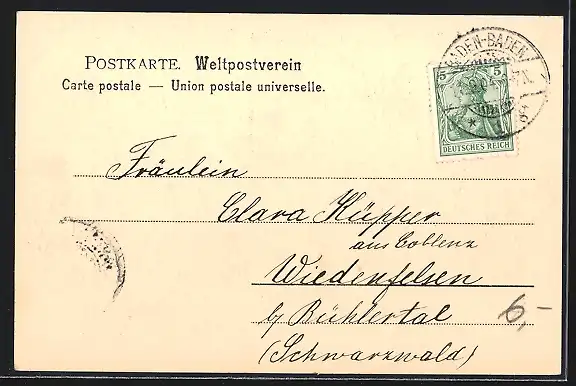 POSTKARTE. Weltpostverein
Carte postale — Union postale universelle.
BADEN-BADEN
5 5
DEUTSCHES REICH
Fräulein
Clara Küpper
aus Coblenz
Wiedenfelsen
b/ Bühlertal
(Schwarzwald)
6,-